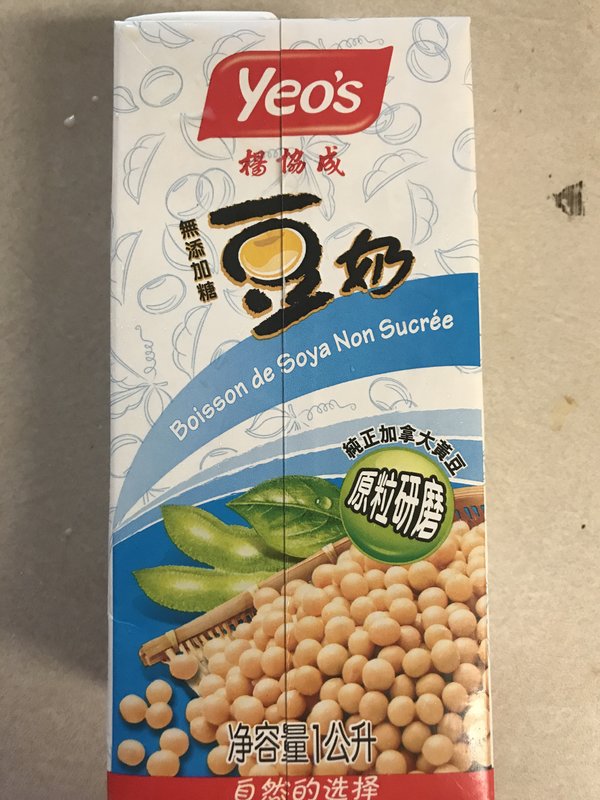 Yeo's
楊協成
無添加糖
豆奶
Boisson de Soya Non Sucrée
純正加拿大黃豆
原粒研磨
净容量1公升
自然的选择